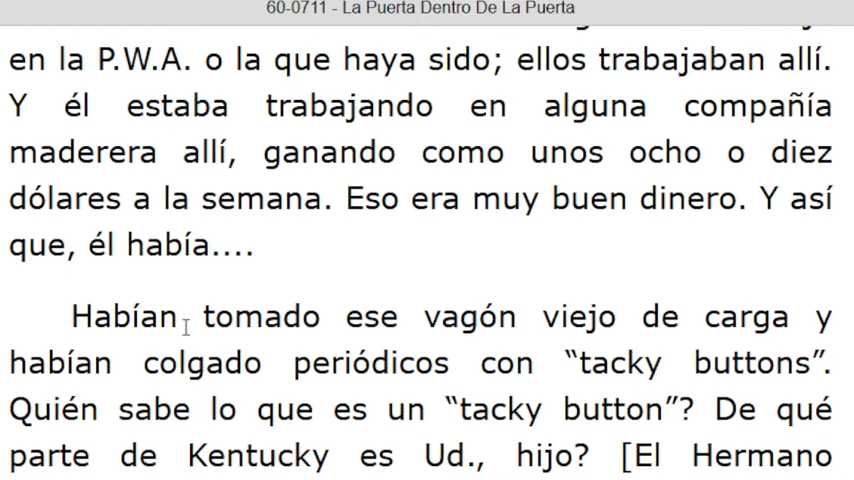 60-0711 - La Puerta Dentro De La Puerta
en la P.W.A. o la que haya sido; ellos trabajaban allí.
Y él estaba trabajando en alguna compañía
maderera allí, ganando como unos ocho o diez
dólares a la semana. Eso era muy buen dinero. Y así
que, él había....
Habían tomado ese vagón viejo de carga y
habían colgado periódicos con “tacky buttons”.
Quién sabe lo que es un “tacky button”? De qué
parte de Kentucky es Ud., hijo? [El Hermano